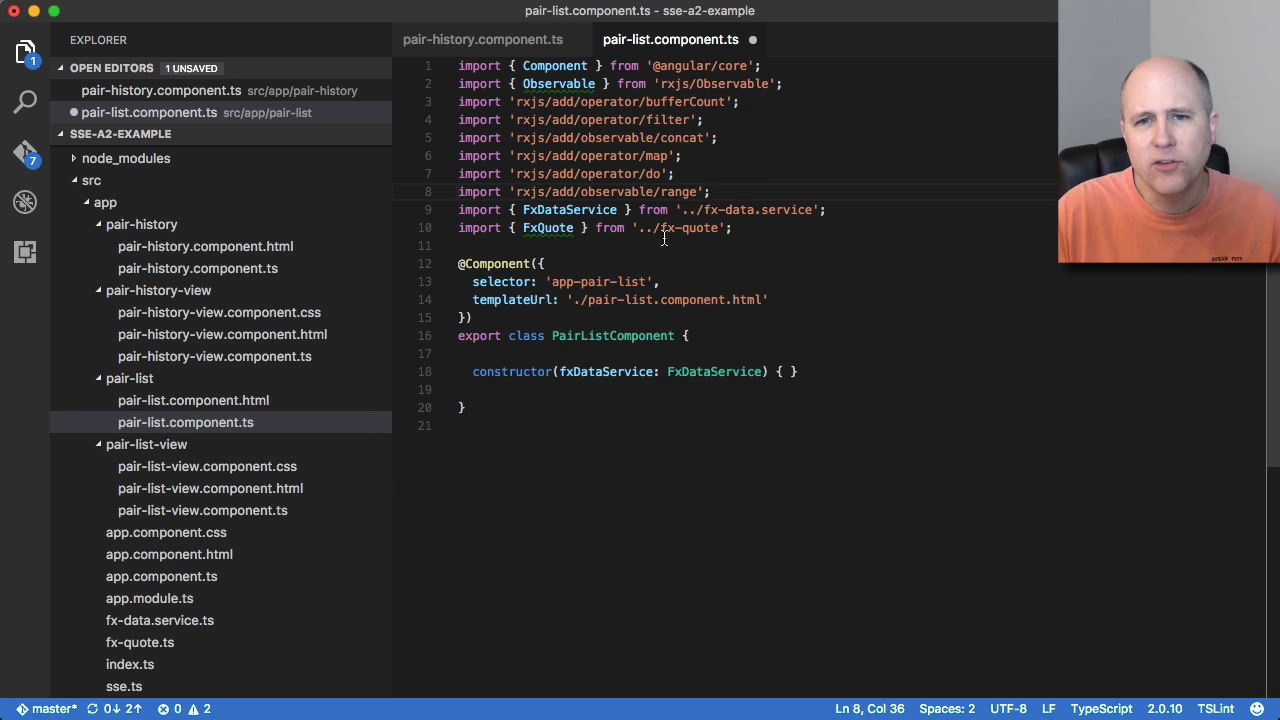 pair-list.component.ts - sse-a2-example
EXPLORER
OPEN EDITORS 1 UNSAVED
pair-history.component.ts src/app/pair-history
pair-list.component.ts src/app/pair-list
SSE-A2-EXAMPLE
node_modules
src
app
pair-history
pair-history.component.html
pair-history.component.ts
pair-history-view
pair-history-view.component.css
pair-history-view.component.html
pair-history-view.component.ts
pair-list
pair-list.component.html
pair-list.component.ts
pair-list-view
pair-list-view.component.css
pair-list-view.component.html
pair-list-view.component.ts
app.component.css
app.component.html
app.component.ts
app.module.ts
fx-data.service.ts
fx-quote.ts
index.ts
sse.ts
1
7
pair-history.component.ts pair-list.component.ts
1 import { Component } from '@angular/core';
2 import { Observable } from 'rxjs/Observable';
3 import 'rxjs/add/operator/bufferCount';
4 import 'rxjs/add/operator/filter';
5 import 'rxjs/add/observable/concat';
6 import 'rxjs/add/operator/map';
7 import 'rxjs/add/operator/do';
8 import 'rxjs/add/observable/range';
9 import { FxDataService } from '../fx-data.service';
10 import { FxQuote } from '../fx-quote';
11
12 @Component({
13 selector: 'app-pair-list',
14 templateUrl: './pair-list.component.html'
15 })
16 export class PairListComponent {
17
18 constructor(fxDataService: FxDataService) { }
19
20 }
21
master* 0↓ 2↑ 0 2 Ln 8, Col 36 Spaces: 2 UTF-8 LF TypeScript 2.0.10 TSLint